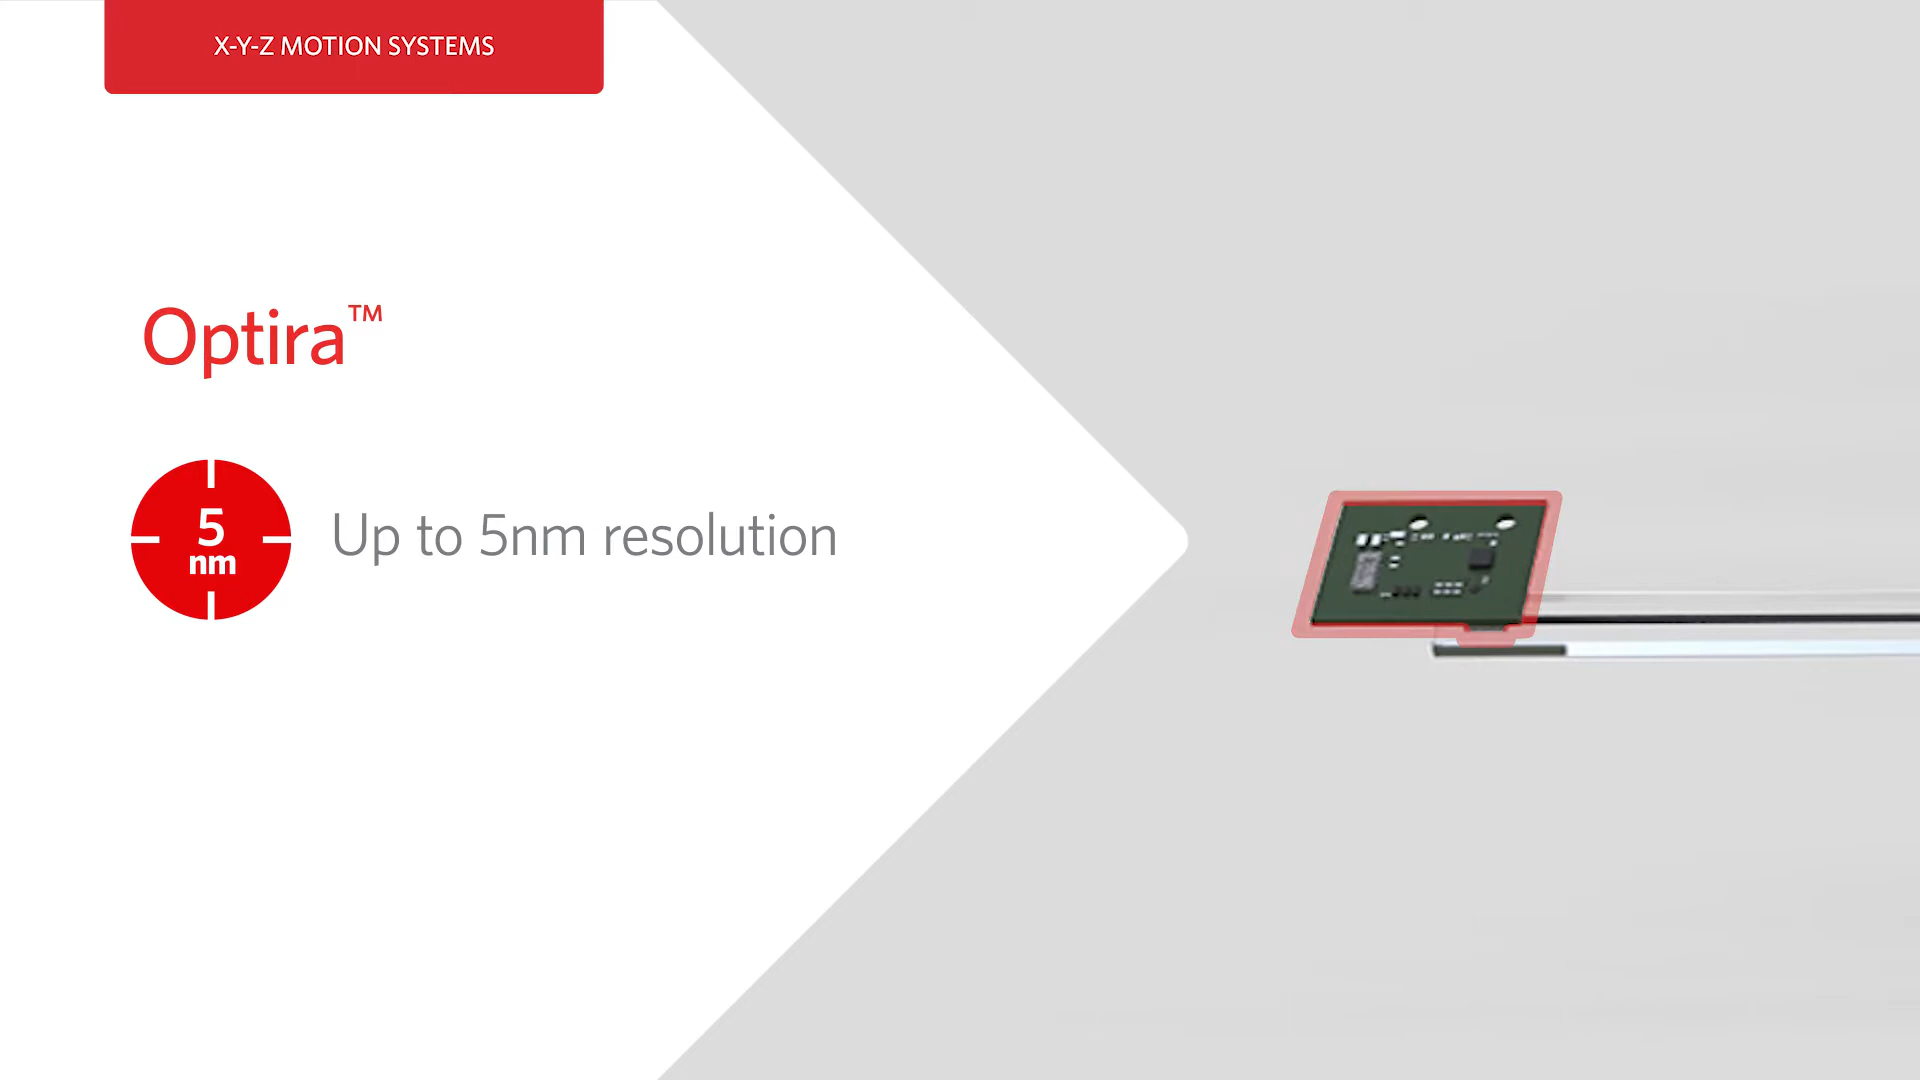 X-Y-Z MOTION SYSTEMS
Optira™
5
nm
Up to 5nm resolution